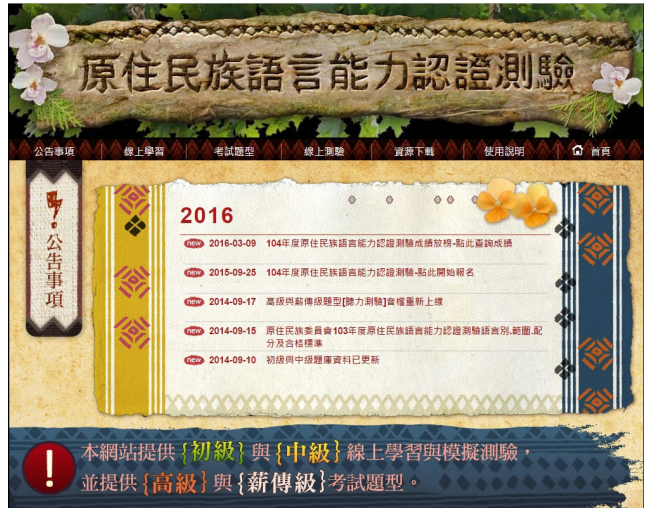 原住民族語言能力認證測驗
公告事項 線上學習 考試題型 線上測驗 資源下載 使用說明 首頁
公告事項
2016
new 2016-03-09 104年度原住民族語言能力認證測驗成績放榜-點此查詢成績
new 2015-09-25 104年度原住民族語言能力認證測驗-點此開始報名
new 2014-09-17 高級與薪傳級題型[聽力測驗]音檔重新上線
new 2014-09-15 原住民族委員會103年度原住民族語言能力認證測驗語言別.範圍.配
分及合格標準
new 2014-09-10 初級與中級題庫資料已更新
本網站提供{初級}與{中級}線上學習與模擬測驗，
並提供{高級}與{薪傳級}考試題型。